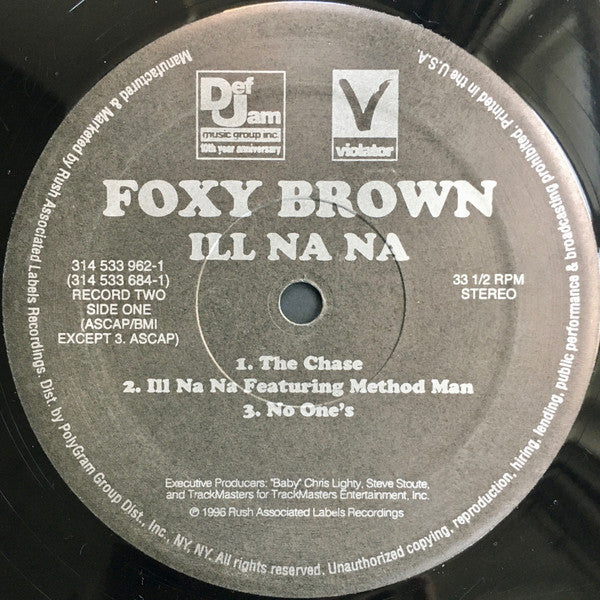 Def
Jam
music group inc.
10th year anniversary
V
violator
FOXY BROWN
ILL NA NA
314 533 962-1
(314 533 684-1)
RECORD TWO
SIDE ONE
(ASCAP/BMI
EXCEPT 3. ASCAP)
33 1/2 RPM
STEREO
1. The Chase
2. Ill Na Na Featuring Method Man
3. No One's
Executive Producers: "Baby" Chris Lighty, Steve Stoute,
and TrackMasters for TrackMasters Entertainment, Inc.
℗ 1996 Rush Associated Labels Recordings
Manufactured & Marketed by Rush Associated Labels Recordings. Dist. by PolyGram Group Dist., Inc., NY, NY. All rights reserved. Unauthorized copying, reproduction, hiring, lending, public performance & broadcasting prohibited. Printed in the U.S.A.